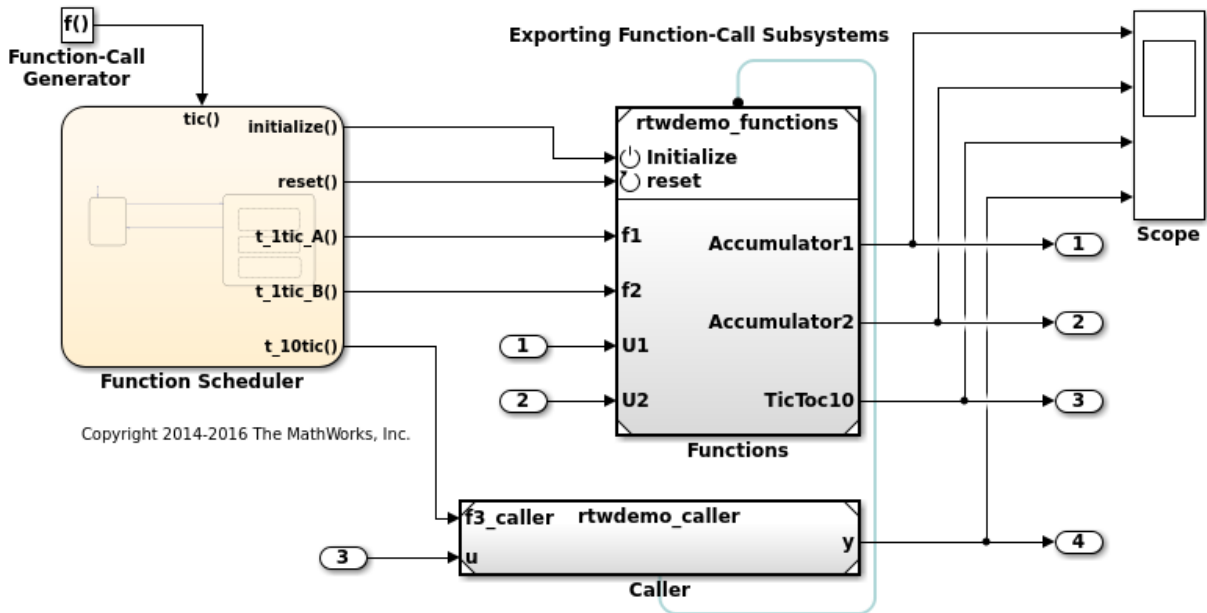 f()
Function-Call
Generator
Exporting Function-Call Subsystems
tic()
initialize()
reset()
t_1tic_A()
t_1tic_B()
t_10tic()
Function Scheduler
Copyright 2014-2016 The MathWorks, Inc.
rtwdemo_functions
Initialize
reset
f1
f2
1
U1
2
U2
Accumulator1
Accumulator2
TicToc10
Functions
Scope
1
2
3
f3_caller rtwdemo_caller
3
u
y
4
Caller